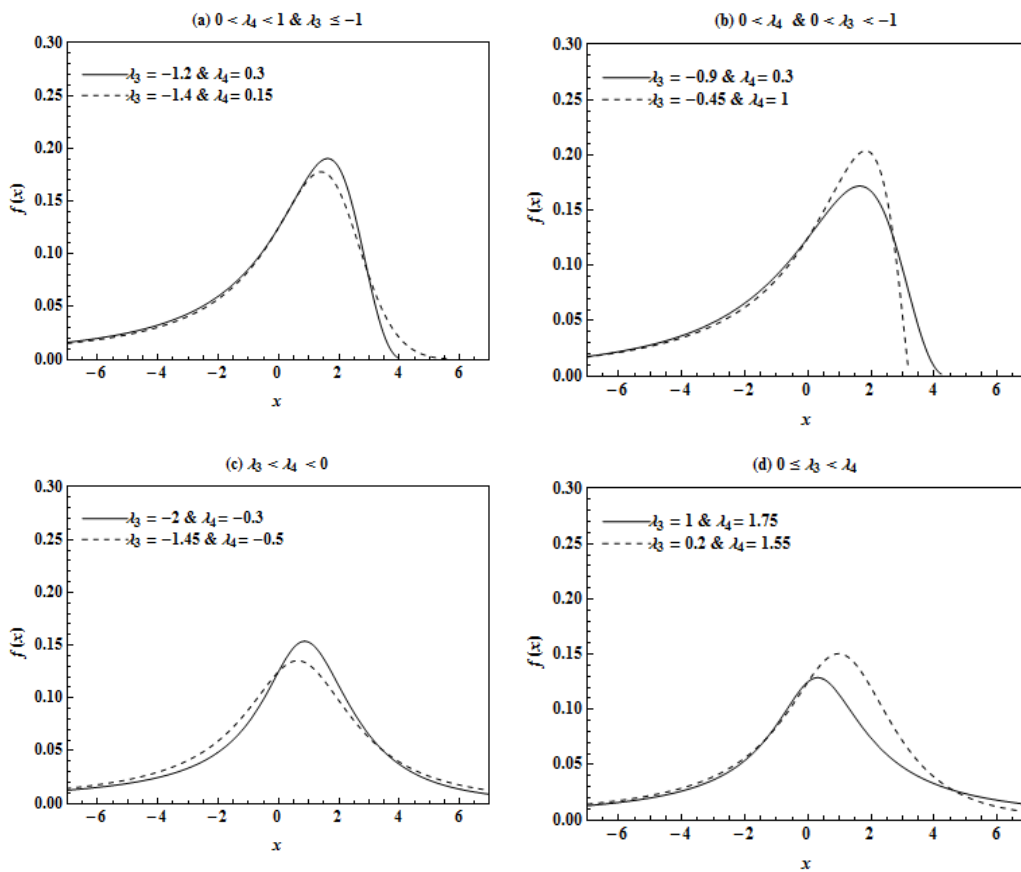 (a) 0 < λ₄ < 1 & λ₃ ≤ −1
0.30
0.25
0.20
0.15
0.10
0.05
0.00
f(x)
λ₃ = −1.2 & λ₄ = 0.3
λ₃ = −1.4 & λ₄ = 0.15
−6 −4 −2 0 2 4 6
x
(b) 0 < λ₄ & 0 < λ₃ < −1
0.30
0.25
0.20
0.15
0.10
0.05
0.00
f(x)
λ₃ = −0.9 & λ₄ = 0.3
λ₃ = −0.45 & λ₄ = 1
−6 −4 −2 0 2 4 6
x
(c) λ₃ < λ₄ < 0
0.30
0.25
0.20
0.15
0.10
0.05
0.00
f(x)
λ₃ = −2 & λ₄ = −0.3
λ₃ = −1.45 & λ₄ = −0.5
−6 −4 −2 0 2 4 6
x
(d) 0 ≤ λ₃ < λ₄
0.30
0.25
0.20
0.15
0.10
0.05
0.00
f(x)
λ₃ = 1 & λ₄ = 1.75
λ₃ = 0.2 & λ₄ = 1.55
−6 −4 −2 0 2 4 6
x